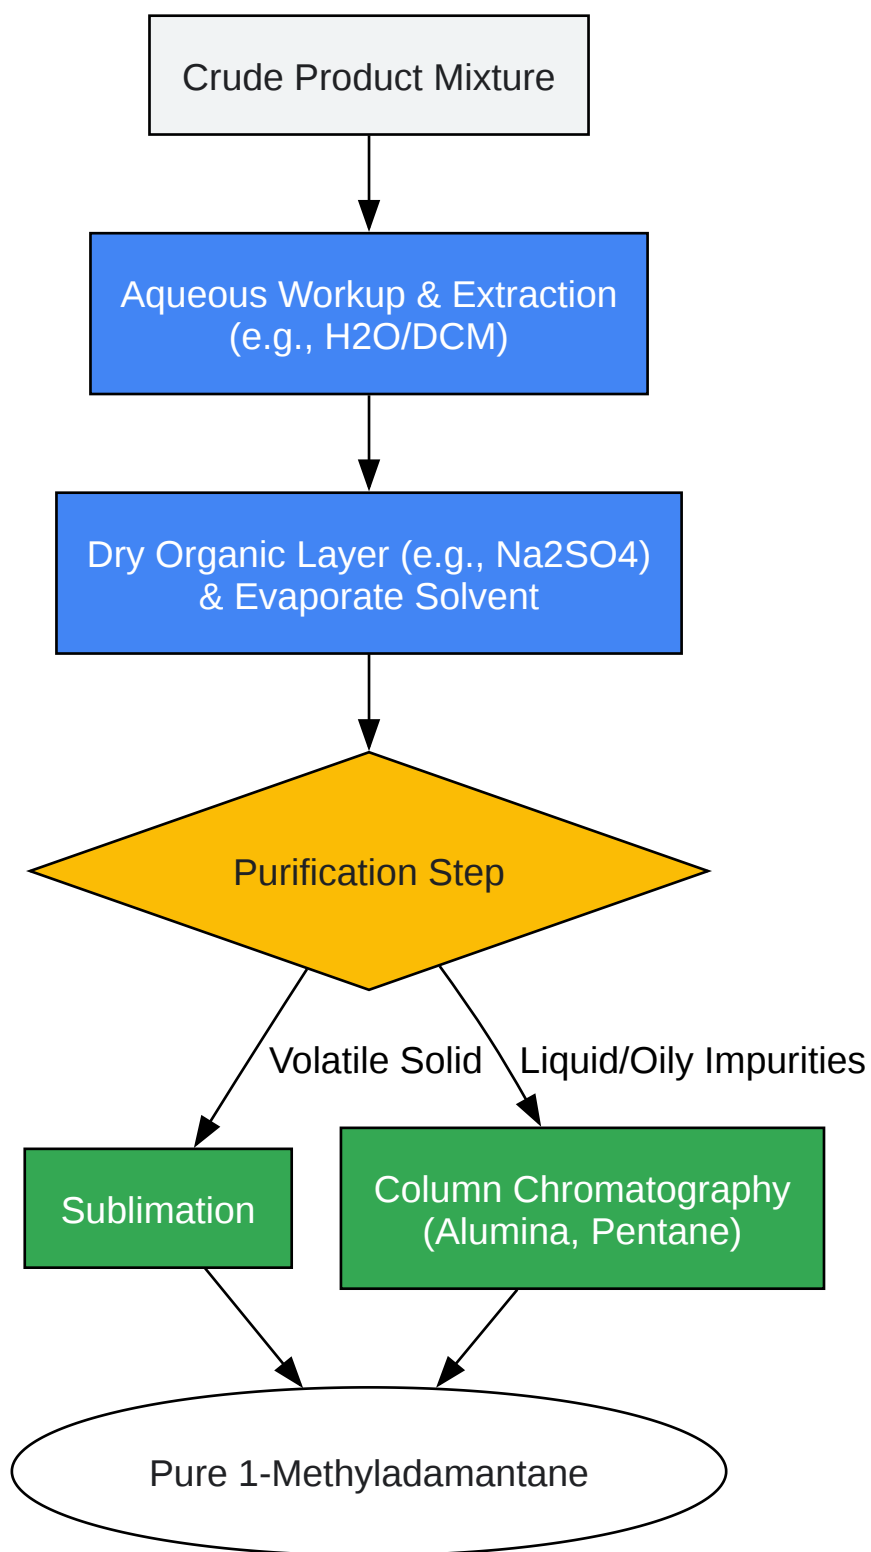 Crude Product Mixture
Aqueous Workup & Extraction
(e.g., H2O/DCM)
Dry Organic Layer (e.g., Na2SO4)
& Evaporate Solvent
Purification Step
Volatile Solid
Liquid/Oily Impurities
Sublimation
Column Chromatography
(Alumina, Pentane)
Pure 1-Methyladamantane